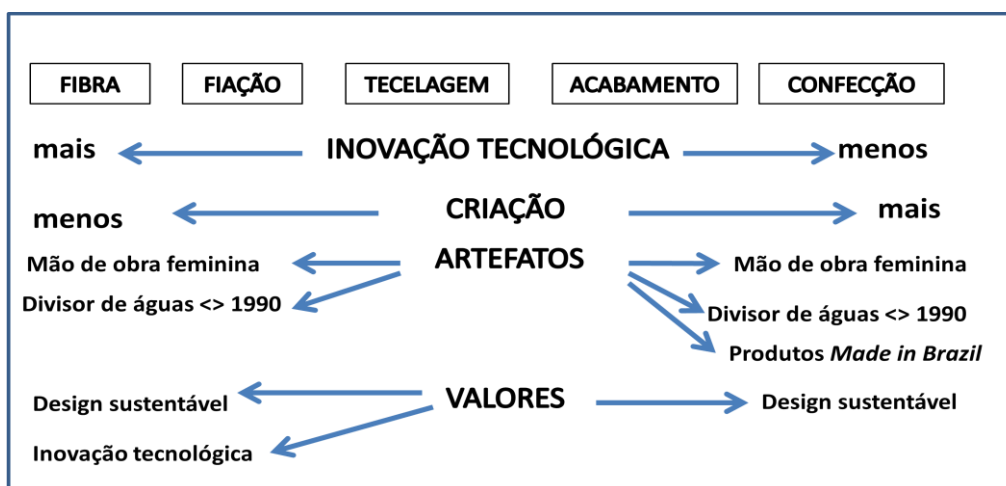 FIBRA FIAÇÃO TECELAGEM ACABAMENTO CONFECÇÃO
mais INOVAÇÃO TECNOLÓGICA menos
menos CRIAÇÃO mais
ARTEFATOS
Mão de obra feminina Mão de obra feminina
Divisor de águas <> 1990 Divisor de águas <> 1990
Produtos Made in Brazil
VALORES
Design sustentável Design sustentável
Inovação tecnológica